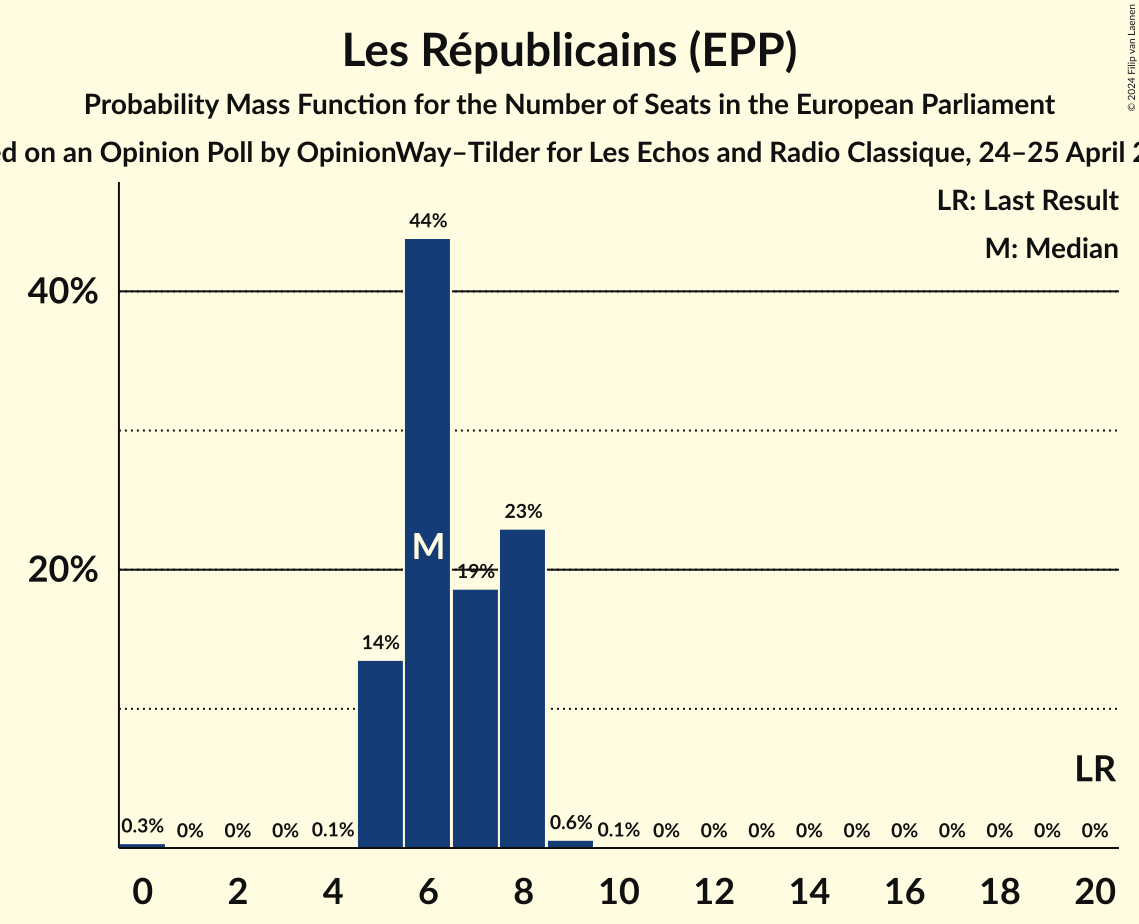 Les Républicains (EPP)
Probability Mass Function for the Number of Seats in the European Parliament
on an Opinion Poll by OpinionWay–Tilder for Les Echos and Radio Classique, 24–25 April
© 2024 Filip van Laenen
LR: Last Result
M: Median
44%
40%
23%
M
20%
19%
14%
LR
0.3% 0% 0% 0% 0.1% 0.6% 0.1% 0% 0% 0% 0% 0% 0% 0% 0% 0% 0%
0 2 4 6 8 10 12 14 16 18 20